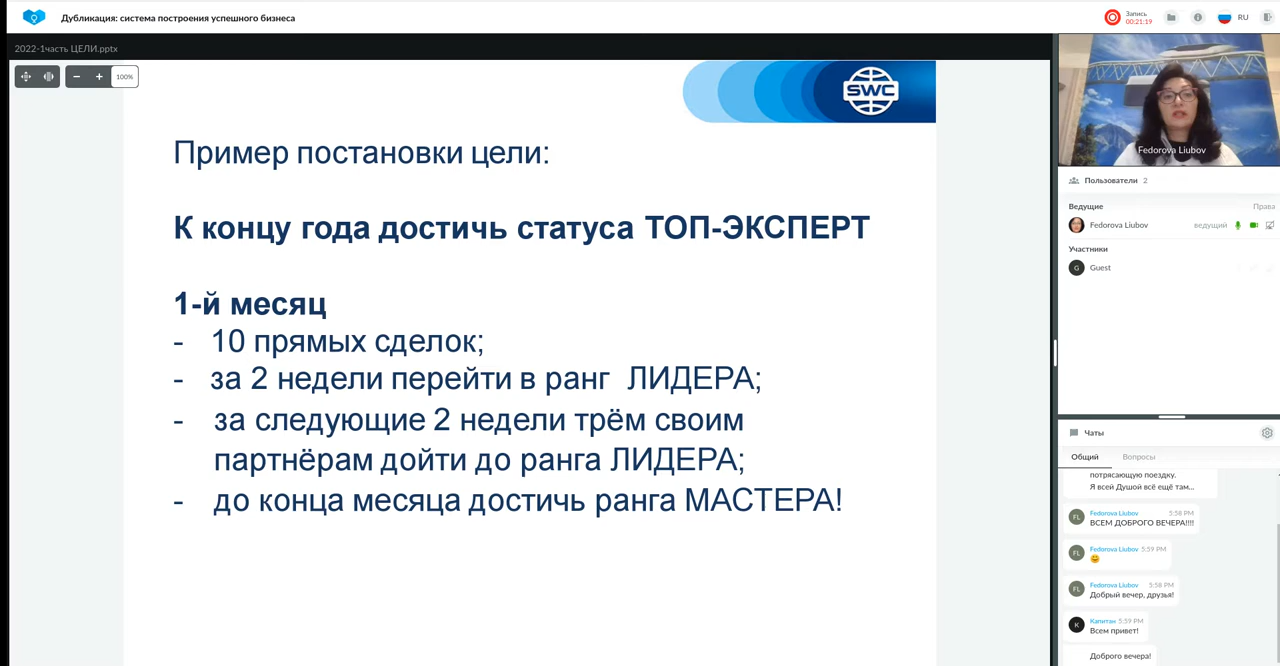 Дубликация: система построения успешного бизнеса
Запись
00:21:19
RU
2022-1часть ЦЕЛИ.pptx
100%
SWC
Пример постановки цели:
К концу года достичь статуса ТОП-ЭКСПЕРТ
1-й месяц
- 10 прямых сделок;
- за 2 недели перейти в ранг ЛИДЕРА;
- за следующие 2 недели трём своим
партнёрам дойти до ранга ЛИДЕРА;
- до конца месяца достичь ранга МАСТЕРА!
Fedorova Liubov
Пользователи 2
Ведущие Права
Fedorova Liubov ведущий
Участники
G Guest
Чаты
Общий Вопросы
потрясающую поездку.
Я всей Душой всё ещё там...
FL Fedorova Liubov 5:58 PM
ВСЕМ ДОБРОГО ВЕЧЕРА!!!!
FL Fedorova Liubov 5:59 PM
FL Fedorova Liubov 5:58 PM
Добрый вечер, друзья!
K Капитан 5:59 PM
Всем привет!
Доброго вечера!